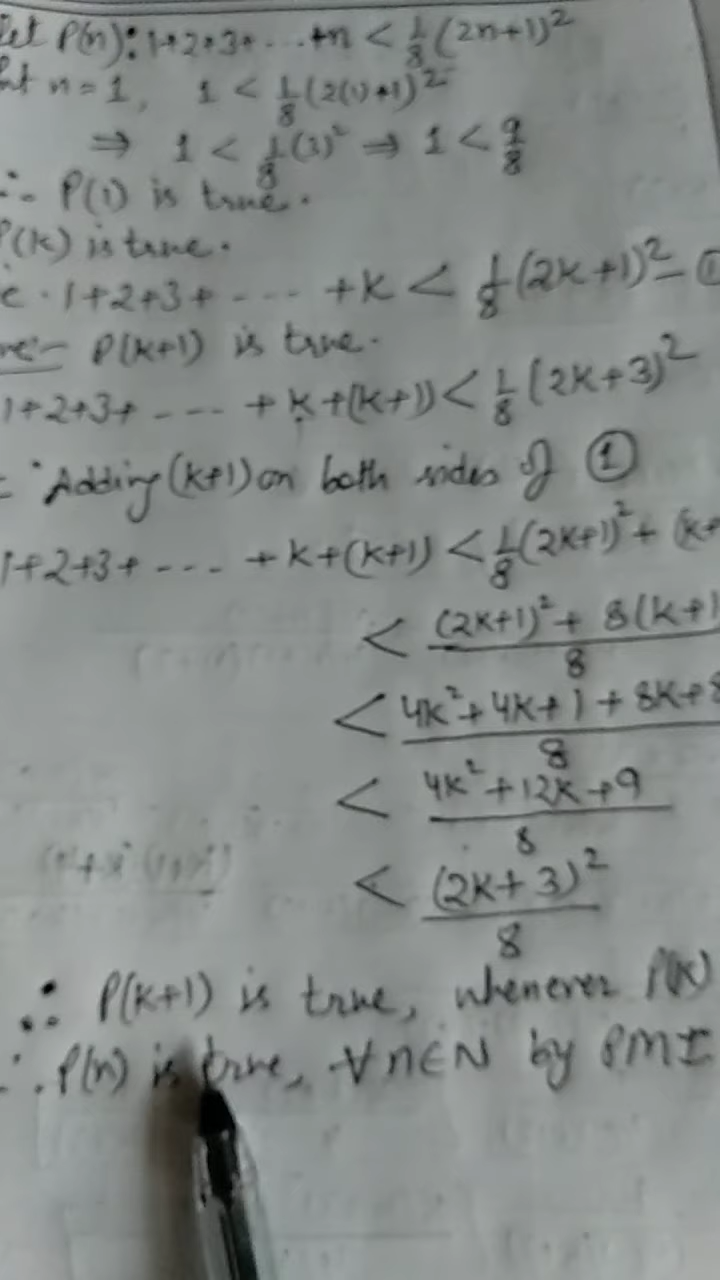 let P(n): 1+2+3+ ... +n < 1/8 (2n+1)²
n = 1, 1 < 1/8 (2(1)+1)²
⇒ 1 < 1/8 (3)² ⇒ 1 < 9/8
∴ P(1) is true.
P(k) is true.
1+2+3+ - - - - +k < 1/8 (2k+1)² – ①
P(k+1) is true.
1+2+3+ - - - - + k+(k+1) < 1/8 (2k+3)²
Adding (k+1) on both sides of ①
1+2+3+ - - - - + k+(k+1) < 1/8 (2k+1)² + (k+
< (2k+1)² + 8(k+1 / 8
< 4k²+4k+1+8k+8 / 8
< 4k²+12k+9 / 8
< (2k+3)² / 8
∴ P(k+1) is true, whenever P(k)
∴ P(n) is true, ∀ n∈N by PMI